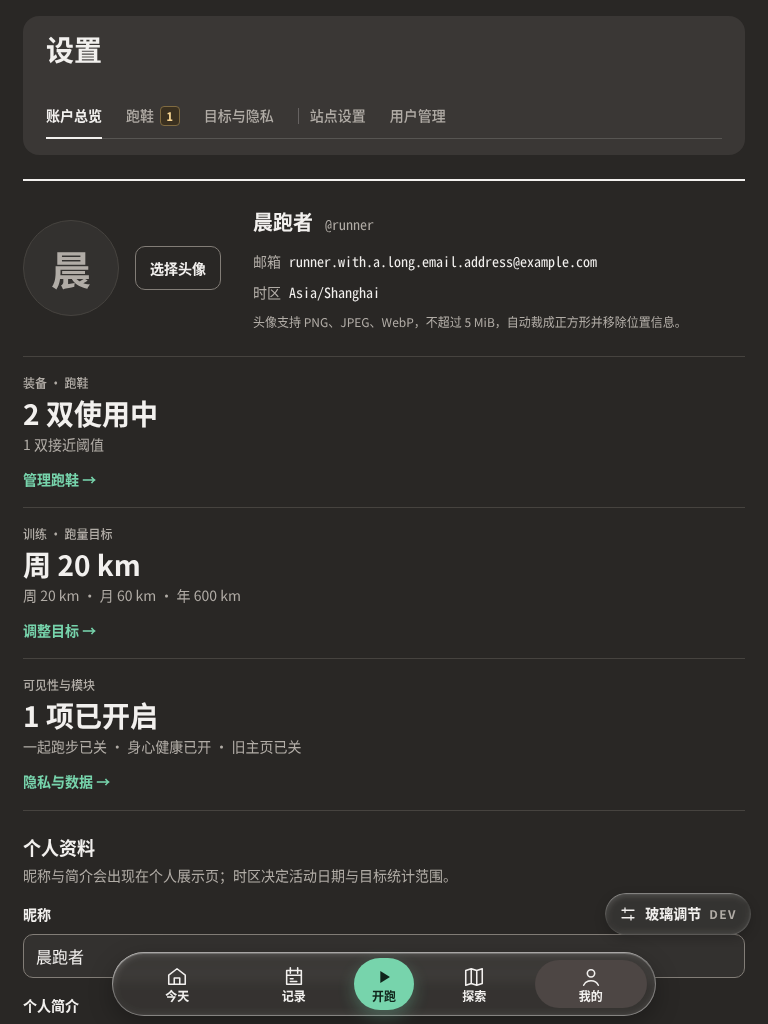 设置
账户总览 跑鞋 1 目标与隐私 站点设置 用户管理
晨
选择头像
晨跑者 @runner
邮箱 runner.with.a.long.email.address@example.com
时区 Asia/Shanghai
头像支持 PNG、JPEG、WebP，不超过 5 MiB，自动裁成正方形并移除位置信息。
装备 · 跑鞋
2 双使用中
1 双接近阈值
管理跑鞋 →
训练 · 跑量目标
周 20 km
周 20 km · 月 60 km · 年 600 km
调整目标 →
可见性与模块
1 项已开启
一起跑步已关 · 身心健康已开 · 旧主页已关
隐私与数据 →
个人资料
昵称与简介会出现在个人展示页；时区决定活动日期与目标统计范围。
昵称
玻璃调节 DEV
晨跑者
今天 记录 开跑 探索 我的
个人简介